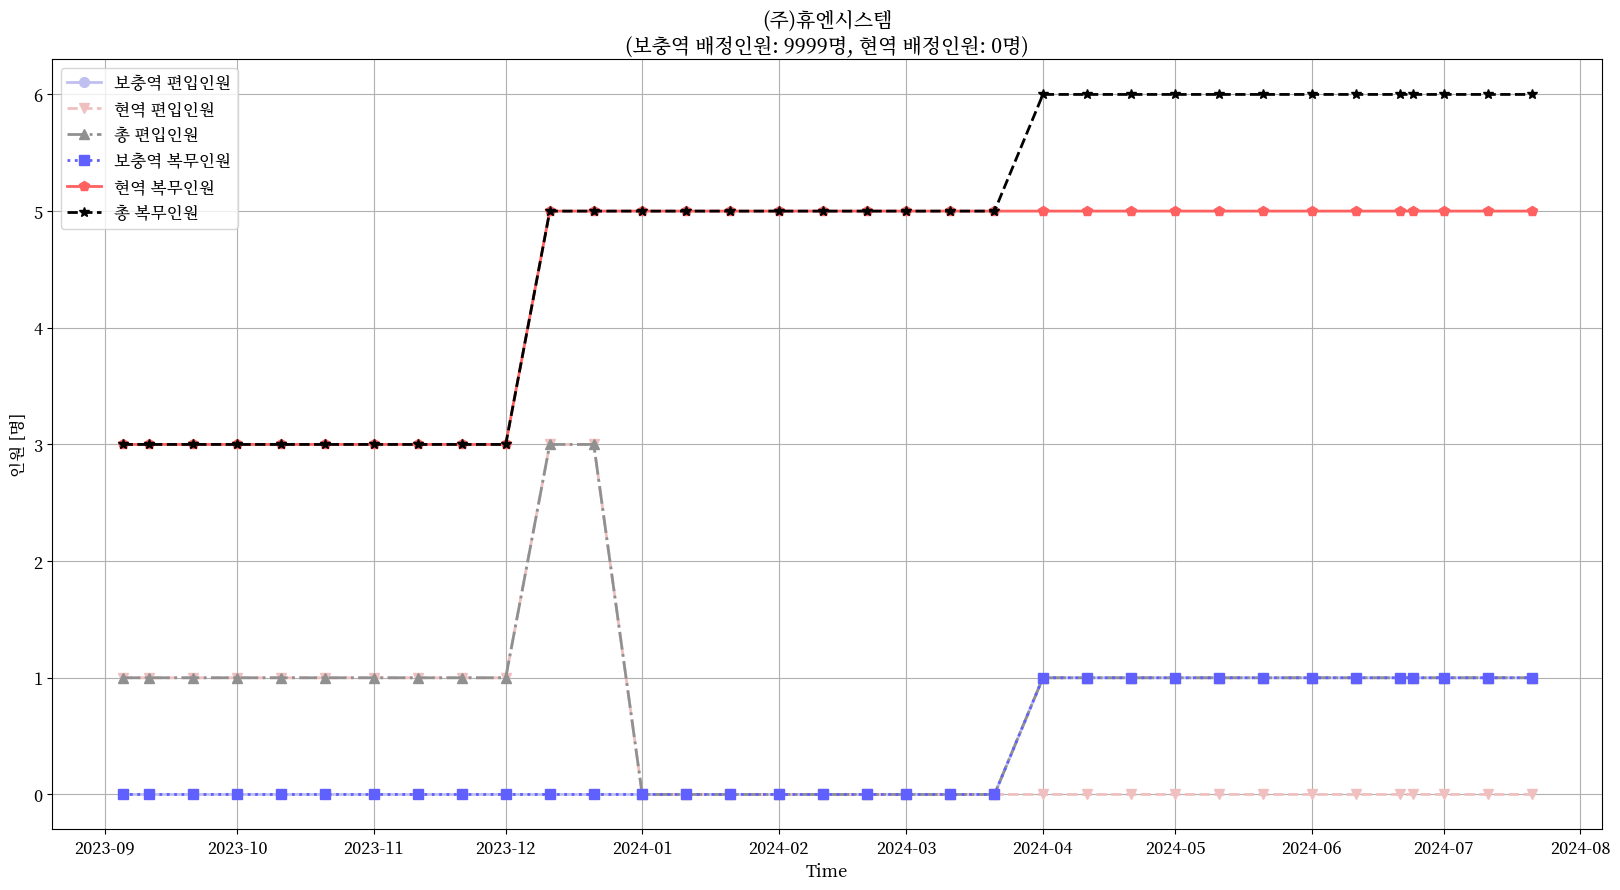 (주)휴엔시스템
(보충역 배정인원: 9999명, 현역 배정인원: 0명)
보충역 편입인원
현역 편입인원
총 편입인원
보충역 복무인원
현역 복무인원
총 복무인원
인원 [명]
6
5
4
3
2
1
0
2023-09 2023-10 2023-11 2023-12 2024-01 2024-02 2024-03 2024-04 2024-05 2024-06 2024-07 2024-08
Time